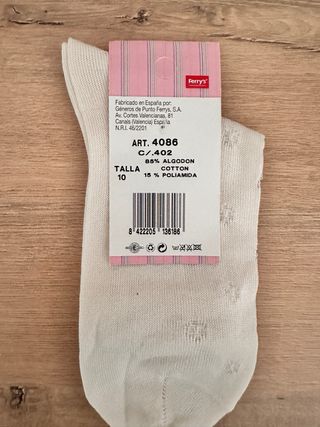 Ferry's
Fabricado en España por:
Géneros de Punto Ferrys, S.A.
Av. Cortes Valencianas, 81
Canals (Valencia) España
N.R.I. 46/2201
ART. 4086
C/.402
85% ALGODON
TALLA COTTON
10 15 % POLIAMIDA
8 422205 136186